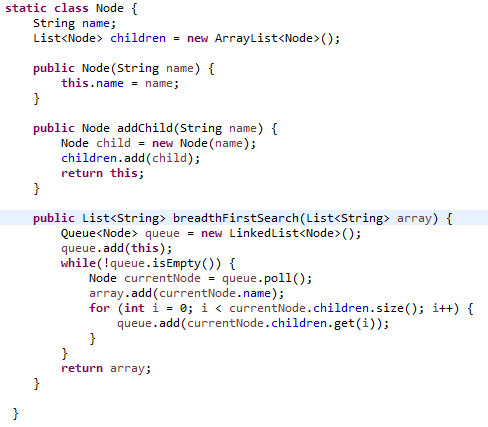 static class Node {
    String name;
    List<Node> children = new ArrayList<Node>();

    public Node(String name) {
        this.name = name;
    }

    public Node addChild(String name) {
        Node child = new Node(name);
        children.add(child);
        return this;
    }

    public List<String> breadthFirstSearch(List<String> array) {
        Queue<Node> queue = new LinkedList<Node>();
        queue.add(this);
        while(!queue.isEmpty()) {
            Node currentNode = queue.poll();
            array.add(currentNode.name);
            for (int i = 0; i < currentNode.children.size(); i++) {
                queue.add(currentNode.children.get(i));
            }
        }
        return array;
    }

 }